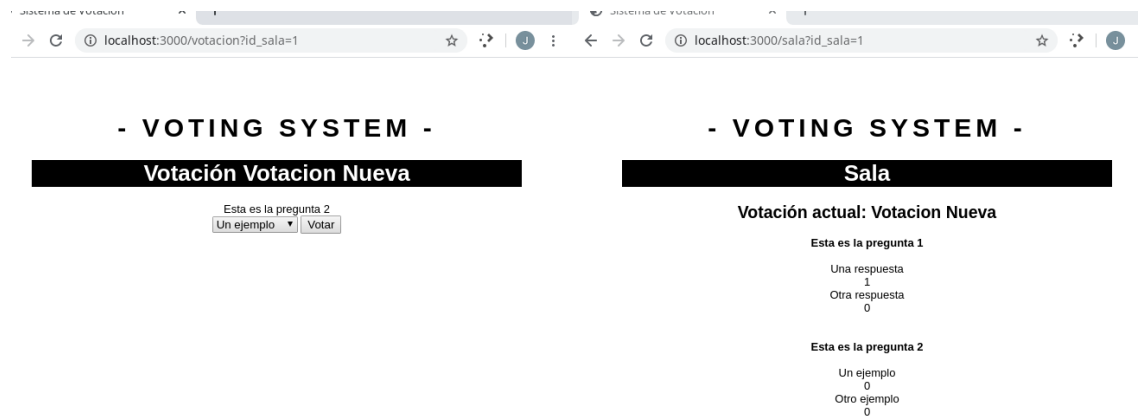 Sistema de Votación ×
localhost:3000/votacion?id_sala=1
J
- VOTING SYSTEM -
Votación Votacion Nueva
Esta es la pregunta 2
Un ejemplo Votar
Sistema de Votación ×
localhost:3000/sala?id_sala=1
J
- VOTING SYSTEM -
Sala
Votación actual: Votacion Nueva
Esta es la pregunta 1
Una respuesta
1
Otra respuesta
0
Esta es la pregunta 2
Un ejemplo
0
Otro ejemplo
0